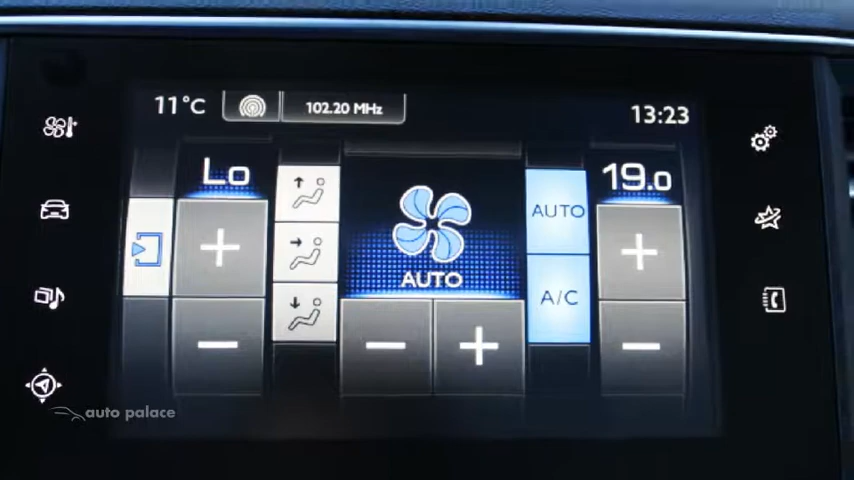 11°C
102.20 MHz
13:23
Lo
19.0
AUTO
AUTO
A/C
auto palace